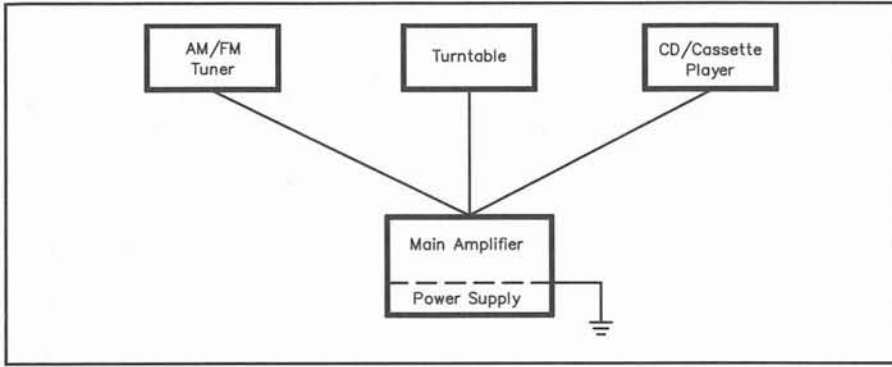 AM/FM
Tuner
Turntable
CD/Cassette
Player
Main Amplifier
Power Supply